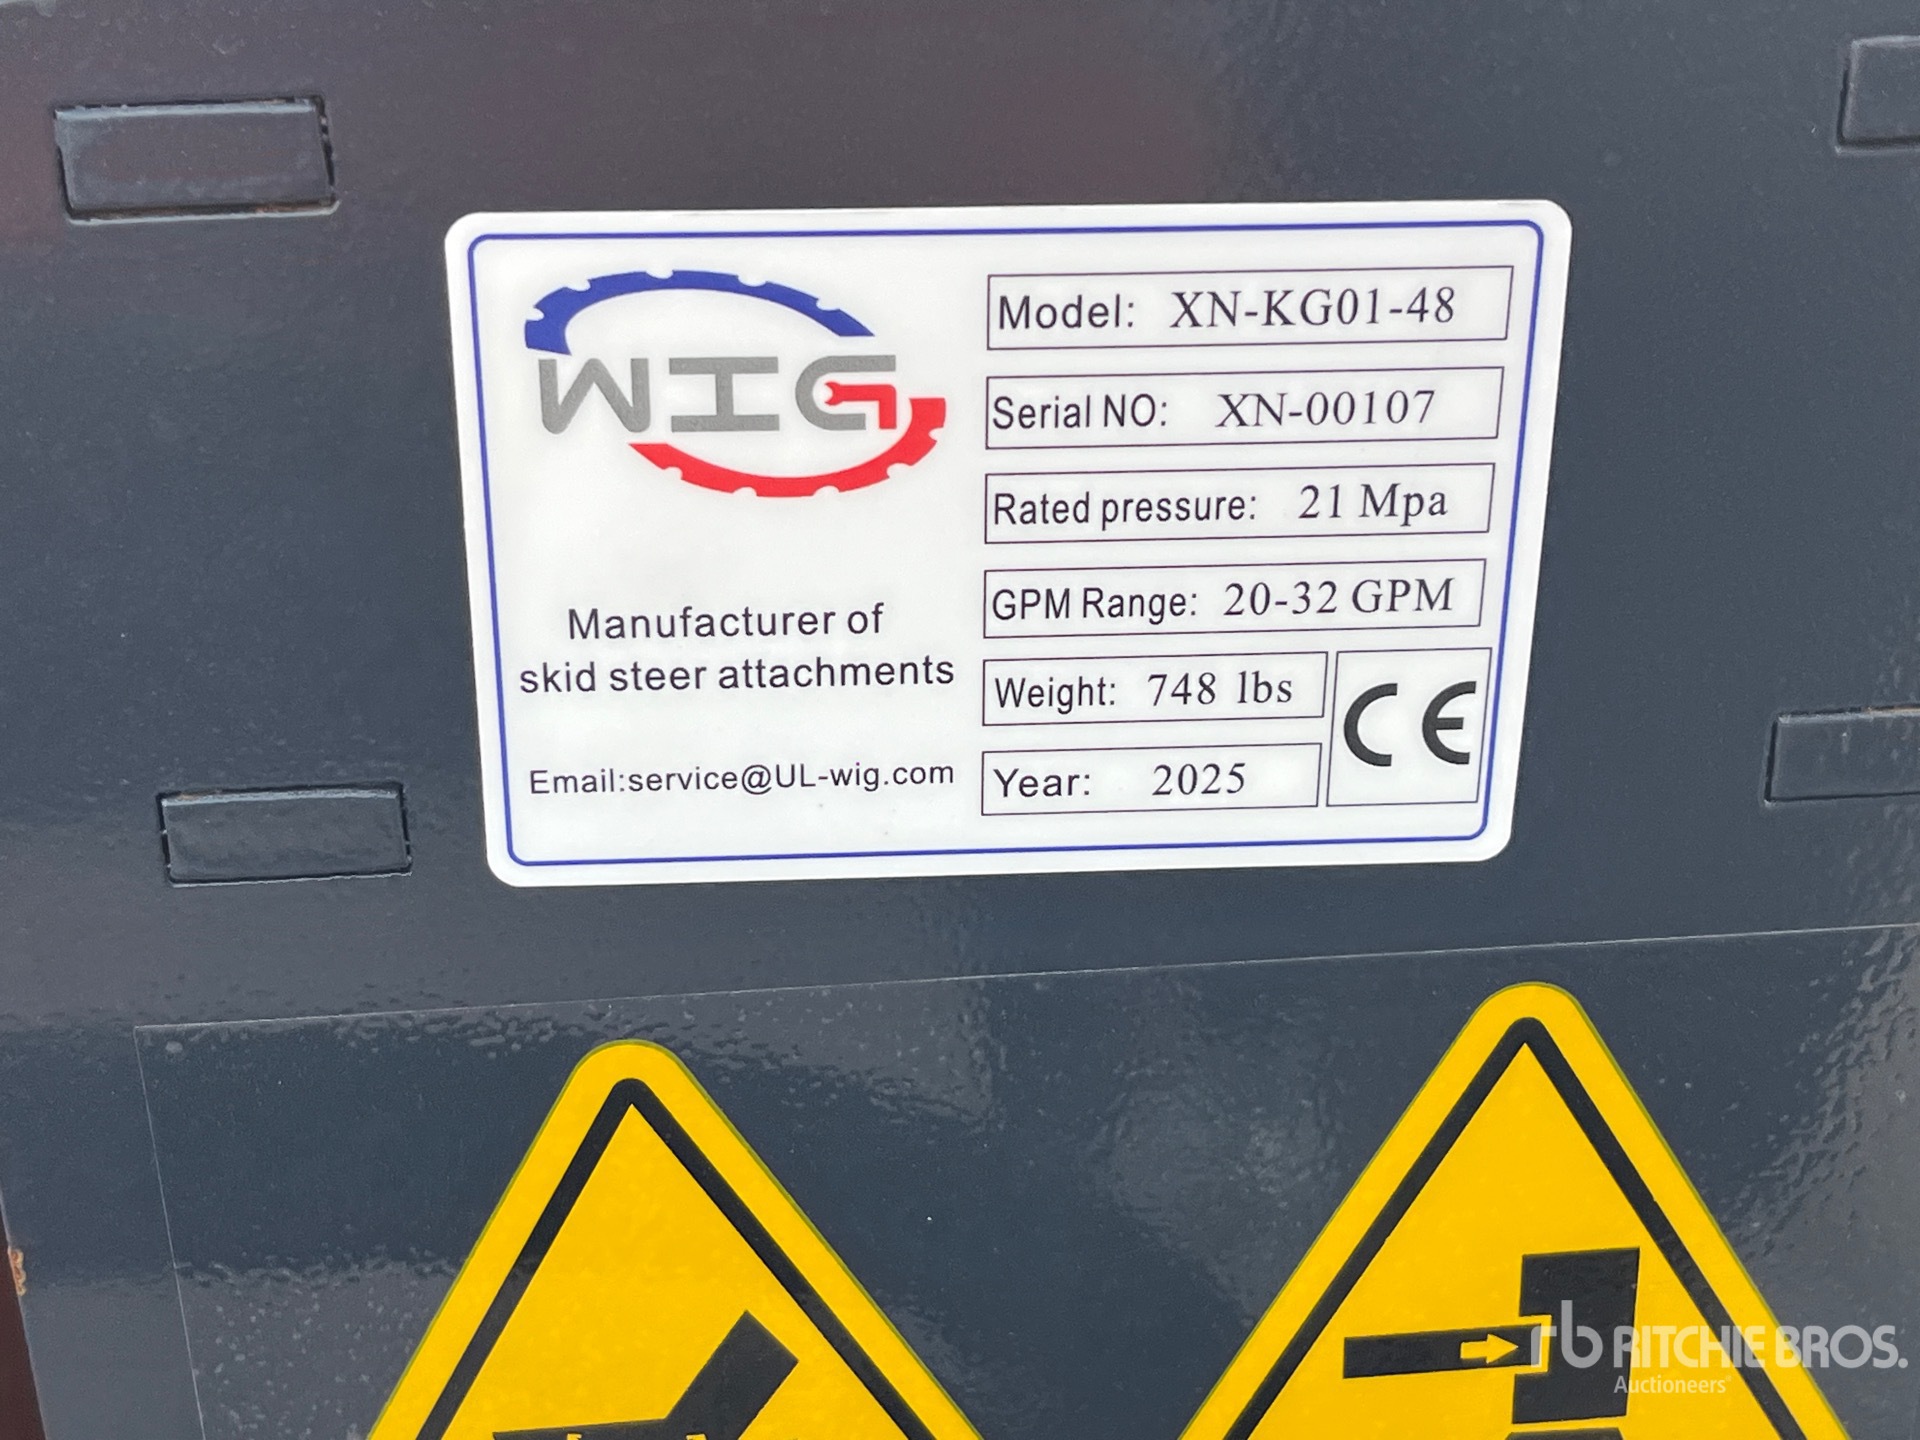 WIG
Manufacturer of
skid steer attachments
Email:service@UL-wig.com
Model: XN-KG01-48
Serial NO: XN-00107
Rated pressure: 21 Mpa
GPM Range: 20-32 GPM
Weight: 748 lbs
Year: 2025
CE
rb RITCHIE BROS.
Auctioneers